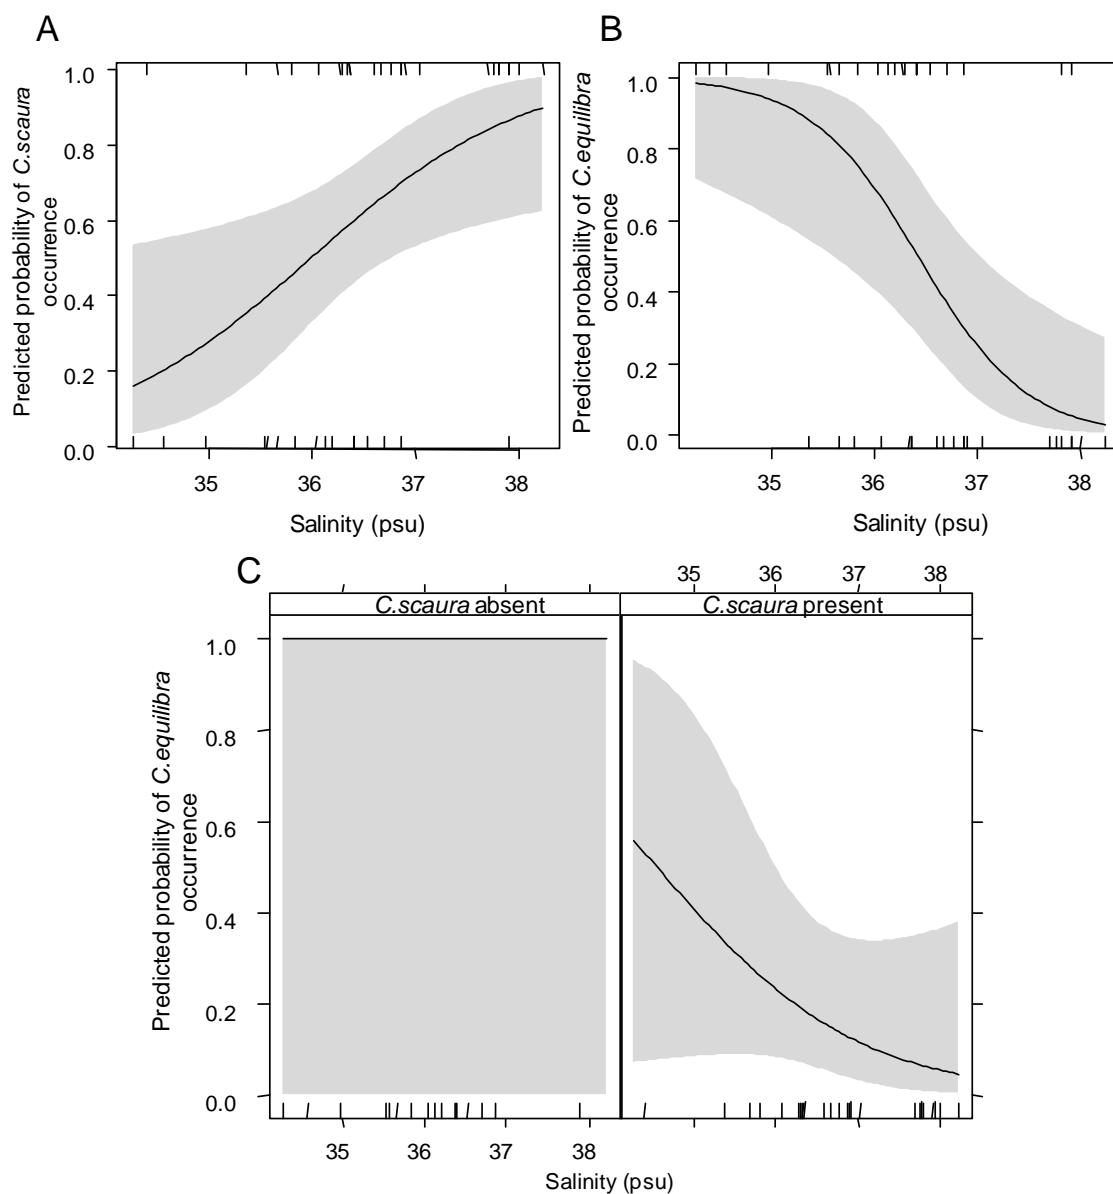 A
Predicted probability of C.scaura
occurrence
1.0
0.8
0.6
0.4
0.2
0.0
35 36 37 38
Salinity (psu)
B
Predicted probability of C.equilibra
occurrence
1.0
0.8
0.6
0.4
0.2
0.0
35 36 37 38
Salinity (psu)
C
35 36 37 38
C.scaura absent
C.scaura present
Predicted probability of C.equilibra
occurrence
1.0
0.8
0.6
0.4
0.2
0.0
35 36 37 38
Salinity (psu)